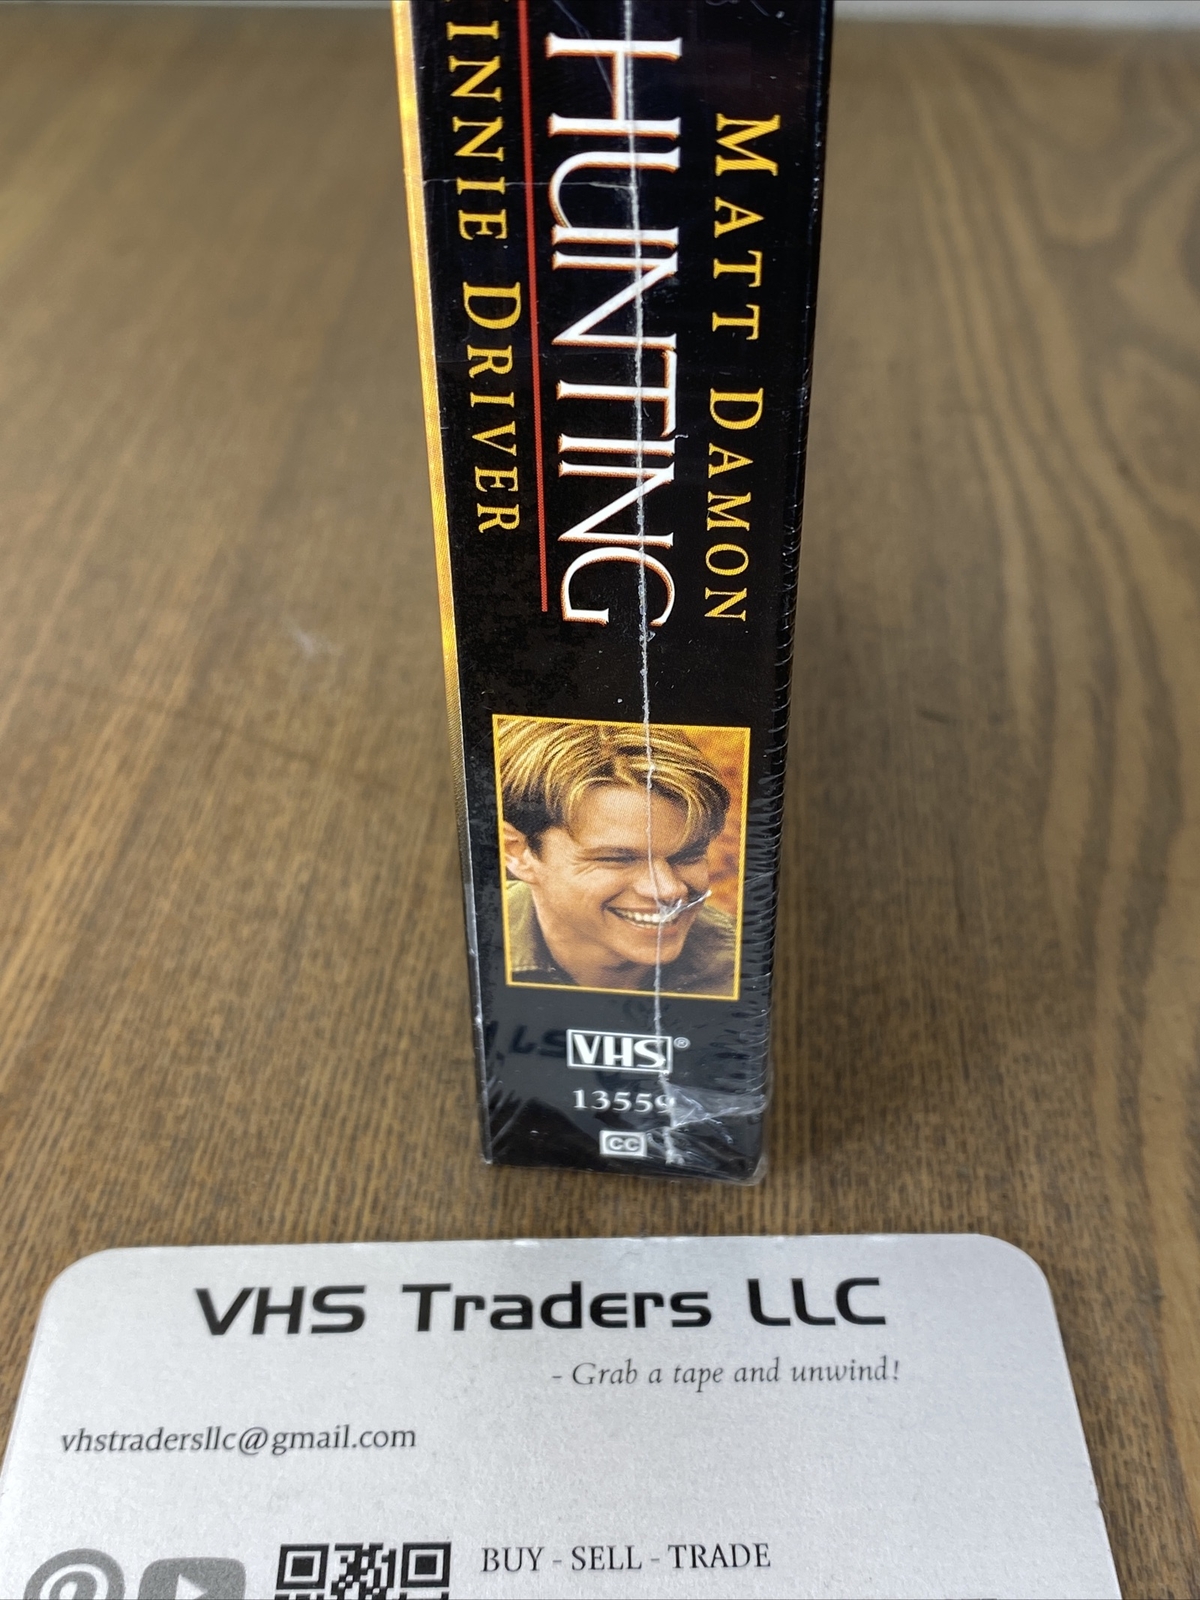 MATT DAMON
HUNTING
INNIE DRIVER
VHS®
13559
CC
VHS Traders LLC
- Grab a tape and unwind!
vhstradersllc@gmail.com
BUY - SELL - TRADE